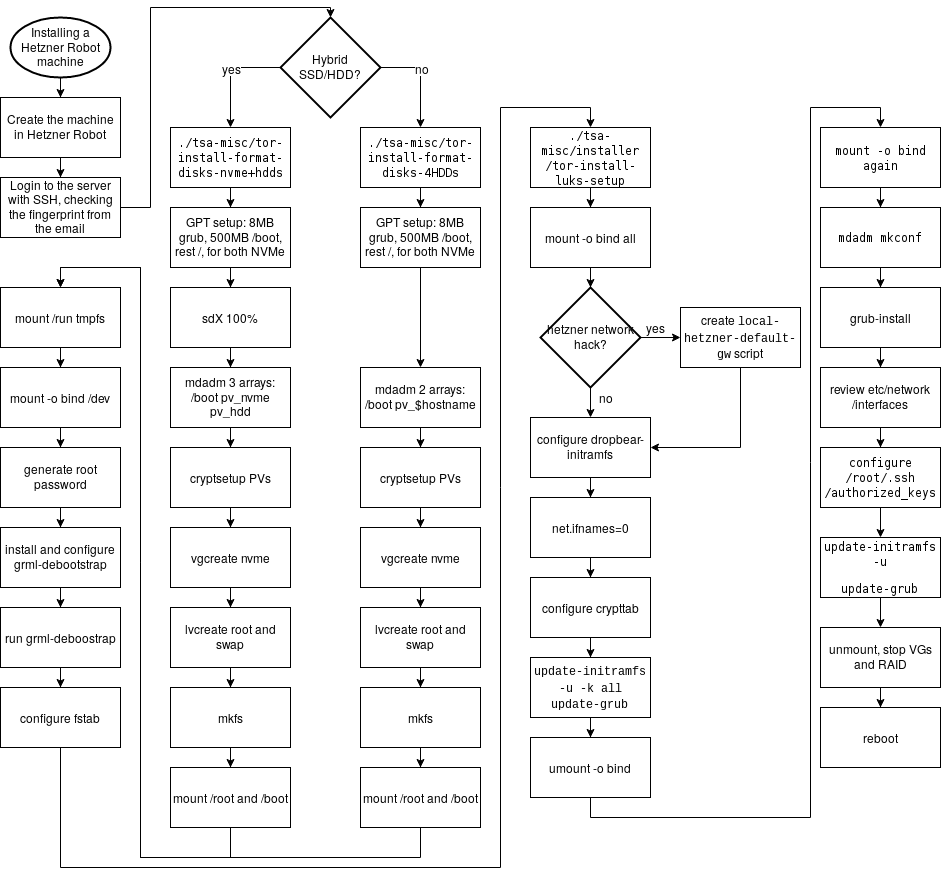 Installing a
Hetzner Robot
machine
Create the machine
in Hetzner Robot
Login to the server
with SSH, checking
the fingerprint from
the email
Hybrid
SSD/HDD?
yes
no
./tsa-misc/tor-
install-format-
disks-nvme+hdds
GPT setup: 8MB
grub, 500MB /boot,
rest /, for both NVMe
sdX 100%
mdadm 3 arrays:
/boot pv_nvme
pv_hdd
cryptsetup PVs
vgcreate nvme
lvcreate root and
swap
mkfs
mount /root and /boot
./tsa-misc/tor-
install-format-
disks-4HDDs
GPT setup: 8MB
grub, 500MB /boot,
rest /, for both NVMe
mdadm 2 arrays:
/boot pv_$hostname
cryptsetup PVs
vgcreate nvme
lvcreate root and
swap
mkfs
mount /root and /boot
mount /run tmpfs
mount -o bind /dev
generate root
password
install and configure
grml-debootstrap
run grml-deboostrap
configure fstab
./tsa-
misc/installer
/tor-install-
luks-setup
mount -o bind all
hetzner network
hack?
yes
create local-
hetzner-default-
gw script
no
configure dropbear-
initramfs
net.ifnames=0
configure crypttab
update-initramfs
-u -k all
update-grub
umount -o bind
mount -o bind
again
mdadm mkconf
grub-install
review etc/network
/interfaces
configure
/root/.ssh
/authorized_keys
update-initramfs
-u
update-grub
unmount, stop VGs
and RAID
reboot